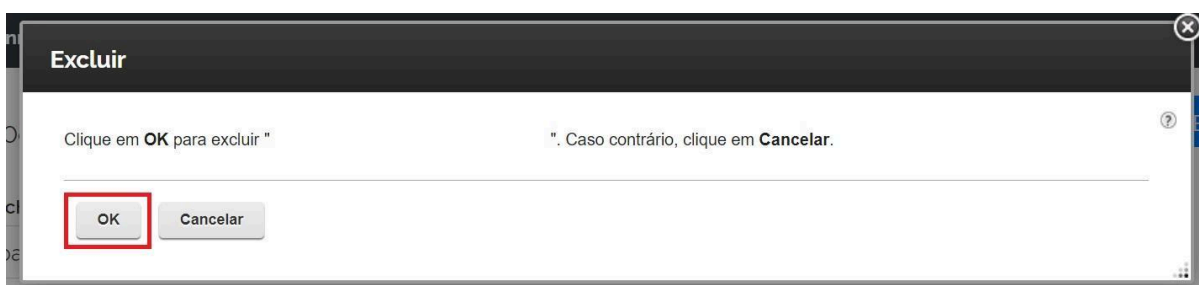 Excluir
Clique em OK para excluir " ". Caso contrário, clique em Cancelar.
OK Cancelar